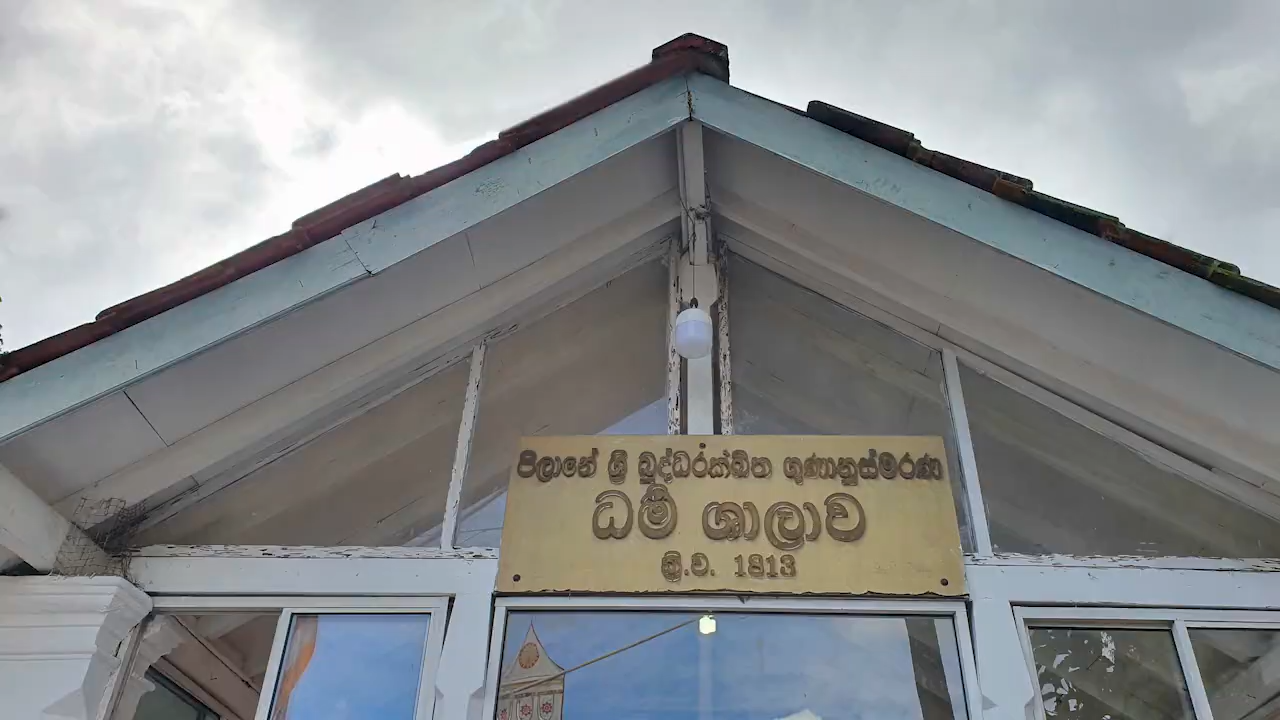 පිලානේ ශ්‍රී බුද්ධරක්ඛිත ගුණානුස්මරණ
ධර්ම ශාලාව
ක්‍රි.ව. 1813